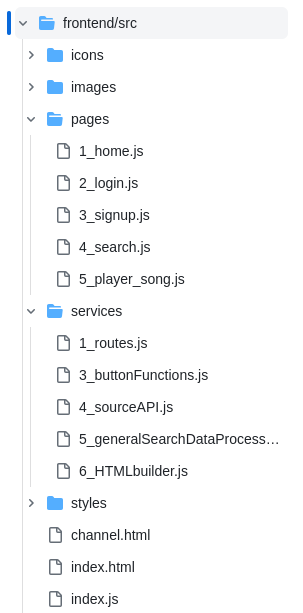 frontend/src
icons
images
pages
1_home.js
2_login.js
3_signup.js
4_search.js
5_player_song.js
services
1_routes.js
3_buttonFunctions.js
4_sourceAPI.js
5_generalSearchDataProcess...
6_HTMLbuilder.js
styles
channel.html
index.html
index.js